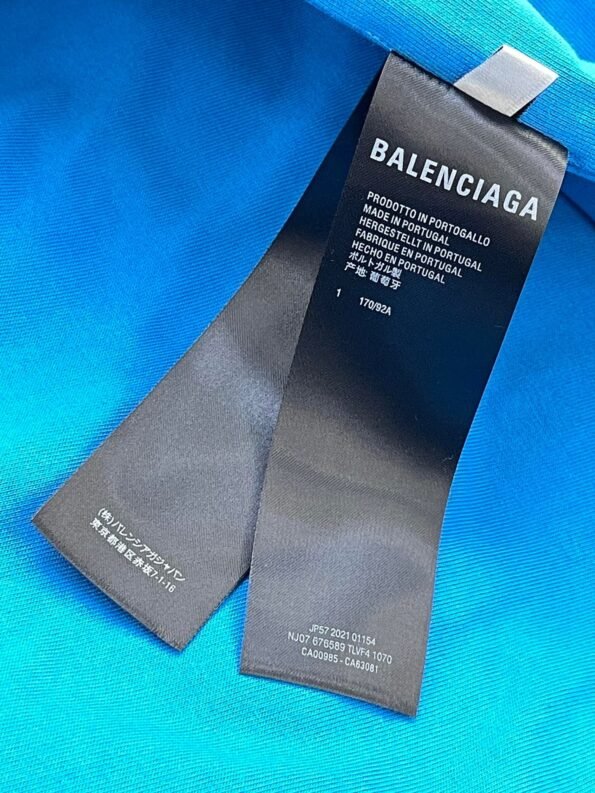 BALENCIAGA
PRODOTTO IN PORTOGALLO
MADE IN PORTUGAL
HERGESTELLT IN PORTUGAL
FABRIQUE EN PORTUGAL
HECHO EN PORTUGAL
ポルトガル製
产地: 葡萄牙
1 170/92A
JP57 2021 01154
NJ07 676589 TLVF4 1070
CA00985 - CA63081
(株)バレンシアガジャパン
東京都港区赤坂7-1-16